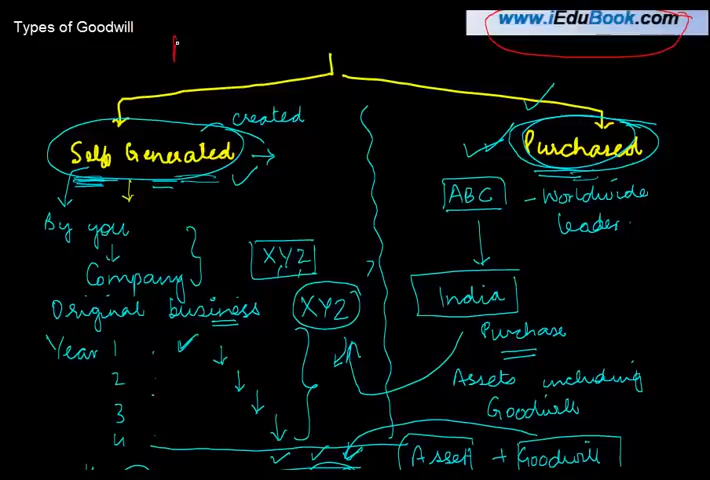 Types of Goodwill
www.iEduBook.com
created
Self Generated
Purchased
ABC - Worldwide leader.
By you
Company
XYZ
Original business
XYZ
India
Purchase
Year 1
2
3
4
Assets including
Goodwill
Asset + Goodwill